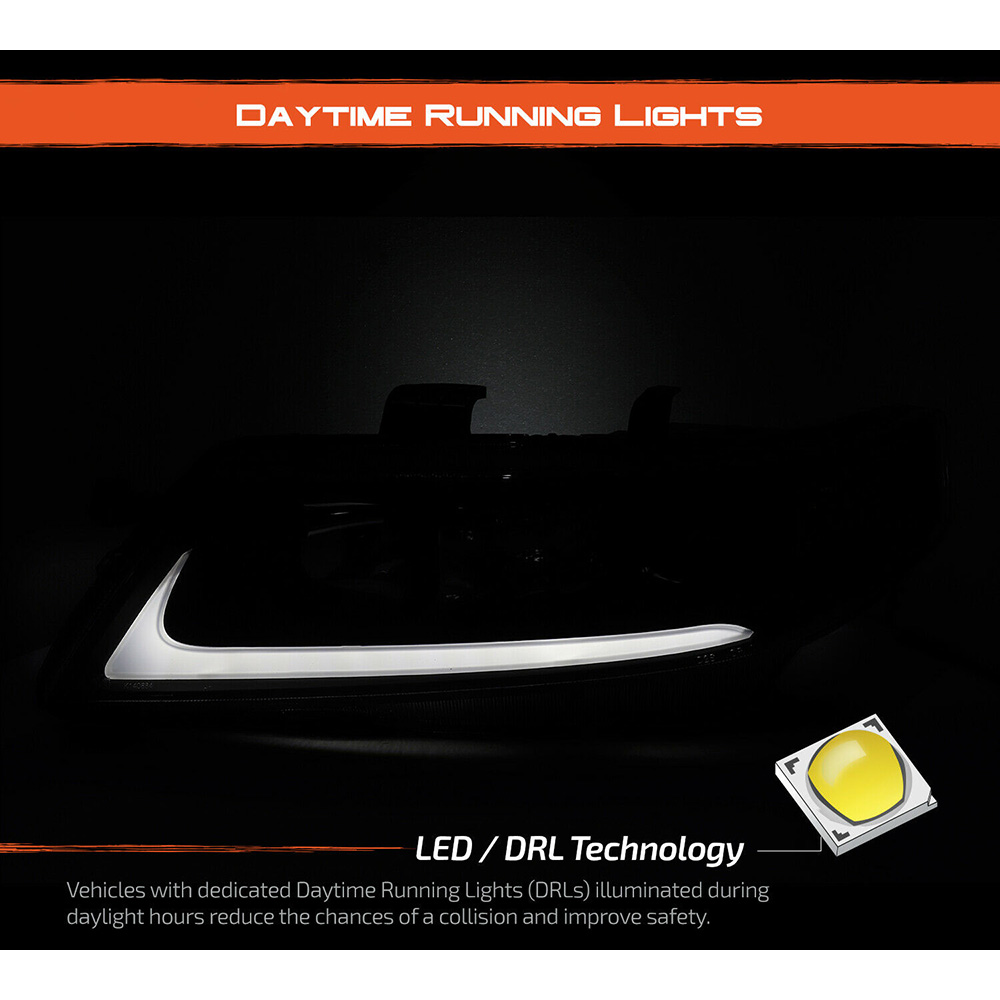 DAYTIME RUNNING LIGHTS
LED / DRL Technology
Vehicles with dedicated Daytime Running Lights (DRLs) illuminated during
daylight hours reduce the chances of a collision and improve safety.